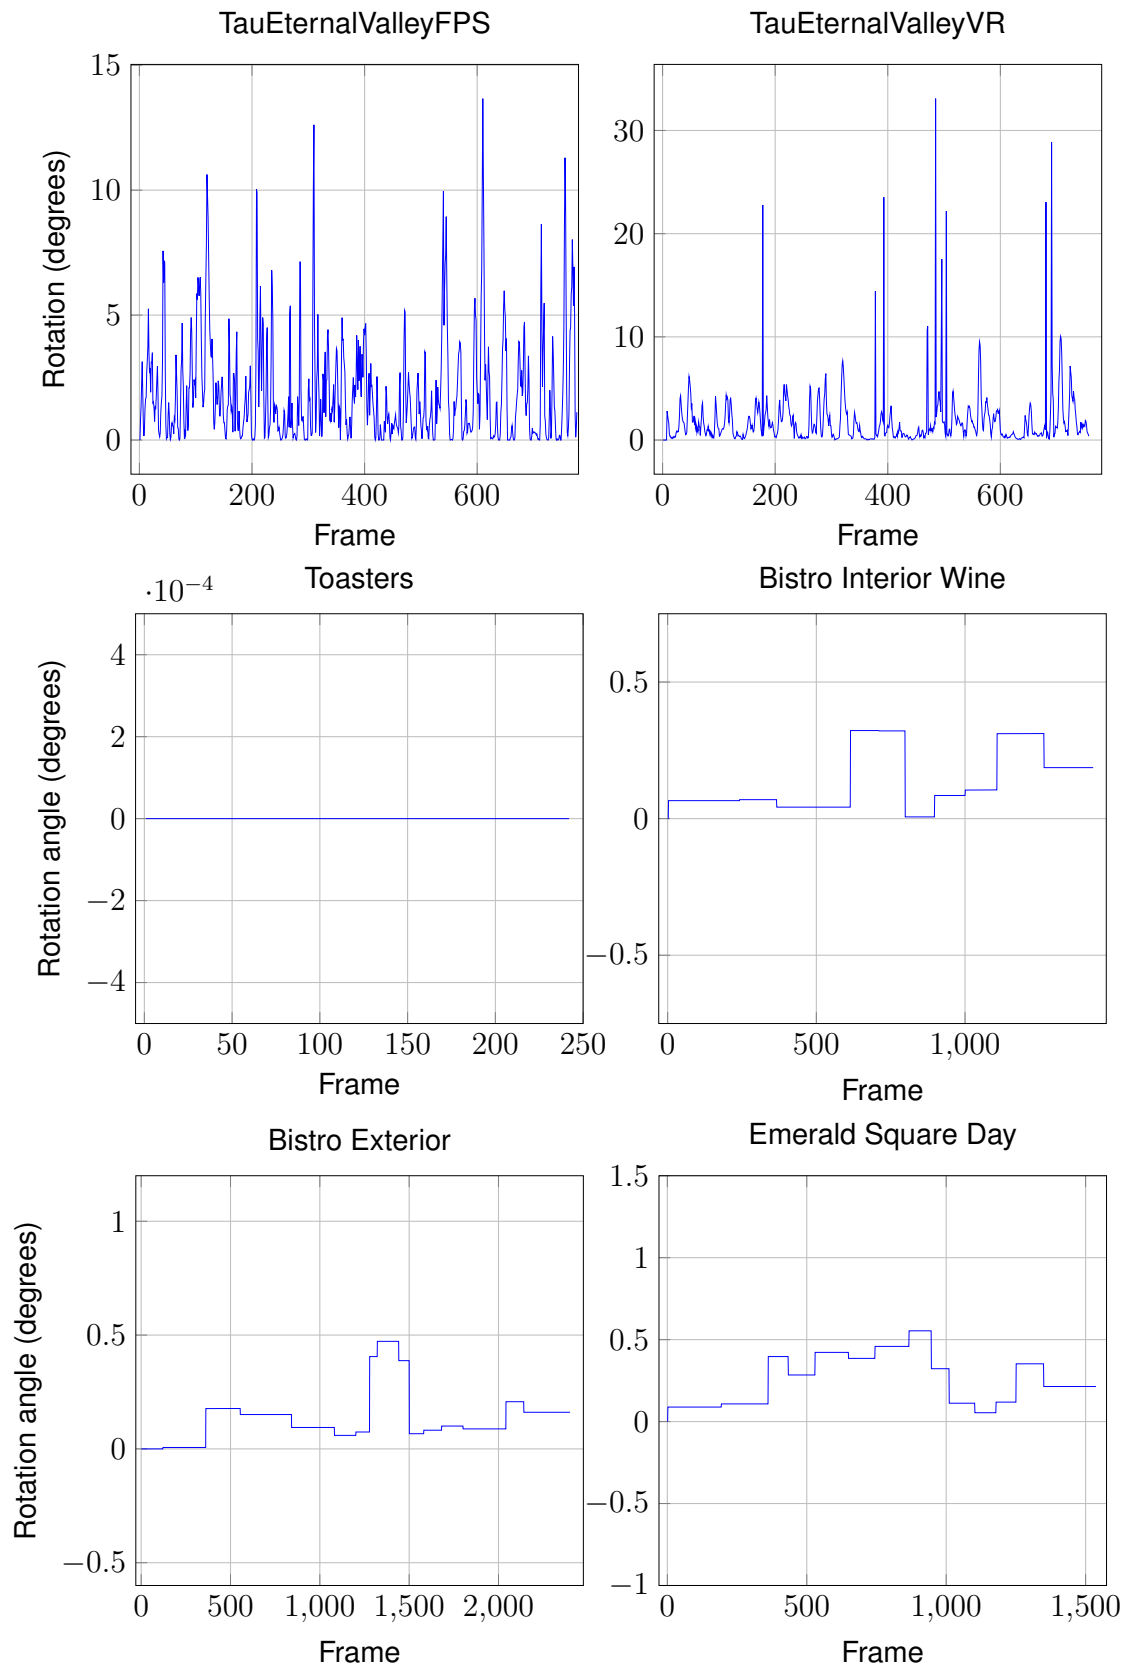 TauEternalValleyFPS
TauEternalValleyVR
15
10
5
0
Rotation (degrees)
0 200 400 600
Frame
30
20
10
0
0 200 400 600
Frame
Toasters
Bistro Interior Wine
·10−4
4
2
0
−2
−4
Rotation angle (degrees)
0 50 100 150 200 250
Frame
0.5
0
−0.5
0 500 1,000
Frame
Bistro Exterior
Emerald Square Day
1
0.5
0
−0.5
Rotation angle (degrees)
0 500 1,000 1,500 2,000
Frame
1.5
1
0.5
0
−0.5
−1
0 500 1,000 1,500
Frame